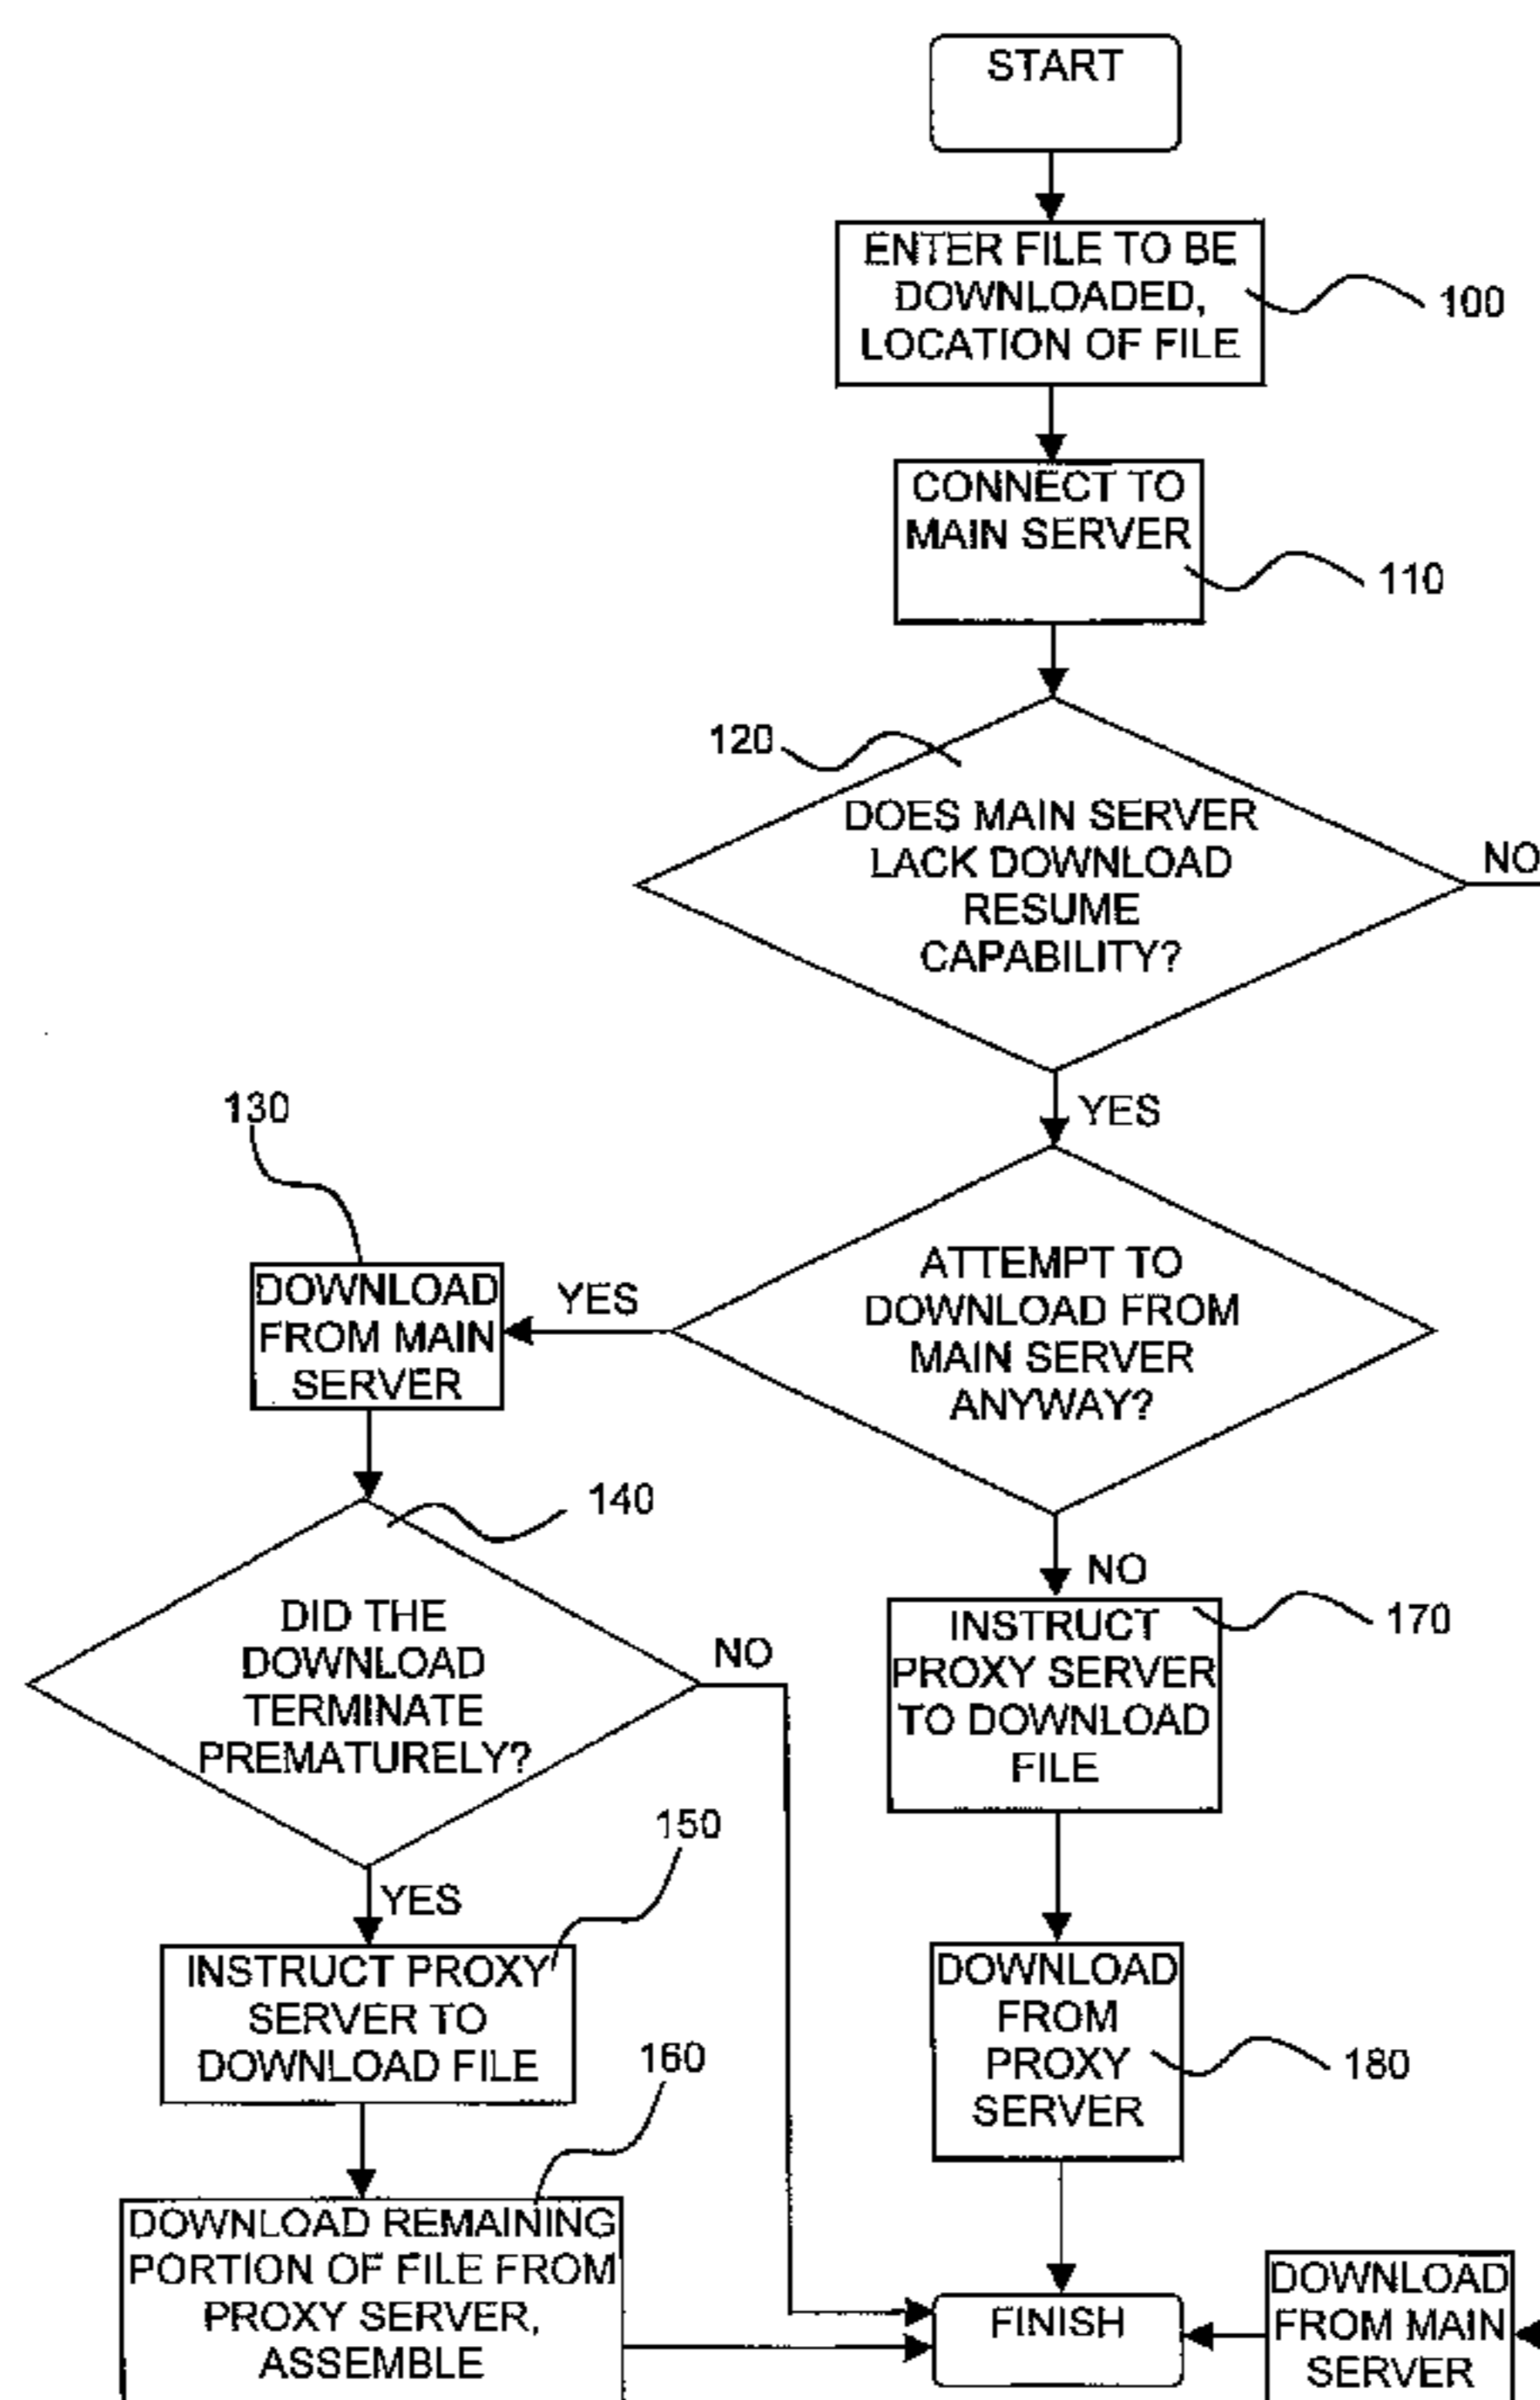 START
ENTER FILE TO BE
DOWNLOADED,
LOCATION OF FILE
100
CONNECT TO
MAIN SERVER
110
120
DOES MAIN SERVER
LACK DOWNLOAD
RESUME
CAPABILITY?
NO
YES
130
ATTEMPT TO
DOWNLOAD FROM
MAIN SERVER
ANYWAY?
YES
DOWNLOAD
FROM MAIN
SERVER
140
NO
DID THE
DOWNLOAD
TERMINATE
PREMATURELY?
NO
INSTRUCT
PROXY SERVER
TO DOWNLOAD
FILE
170
150
YES
INSTRUCT PROXY
SERVER TO
DOWNLOAD FILE
DOWNLOAD
FROM
PROXY
SERVER
180
160
DOWNLOAD REMAINING
PORTION OF FILE FROM
PROXY SERVER,
ASSEMBLE
FINISH
DOWNLOAD
FROM MAIN
SERVER